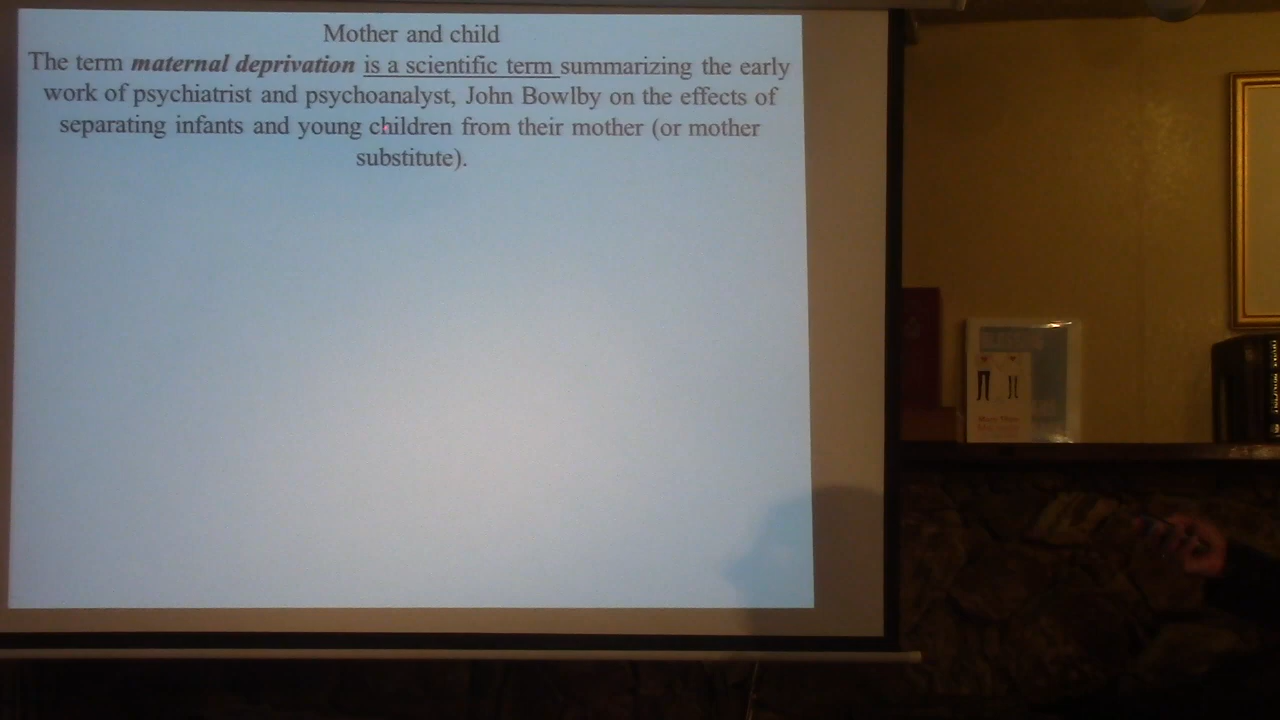 Mother and child
The term maternal deprivation is a scientific term summarizing the early
work of psychiatrist and psychoanalyst, John Bowlby on the effects of
separating infants and young children from their mother (or mother
substitute).